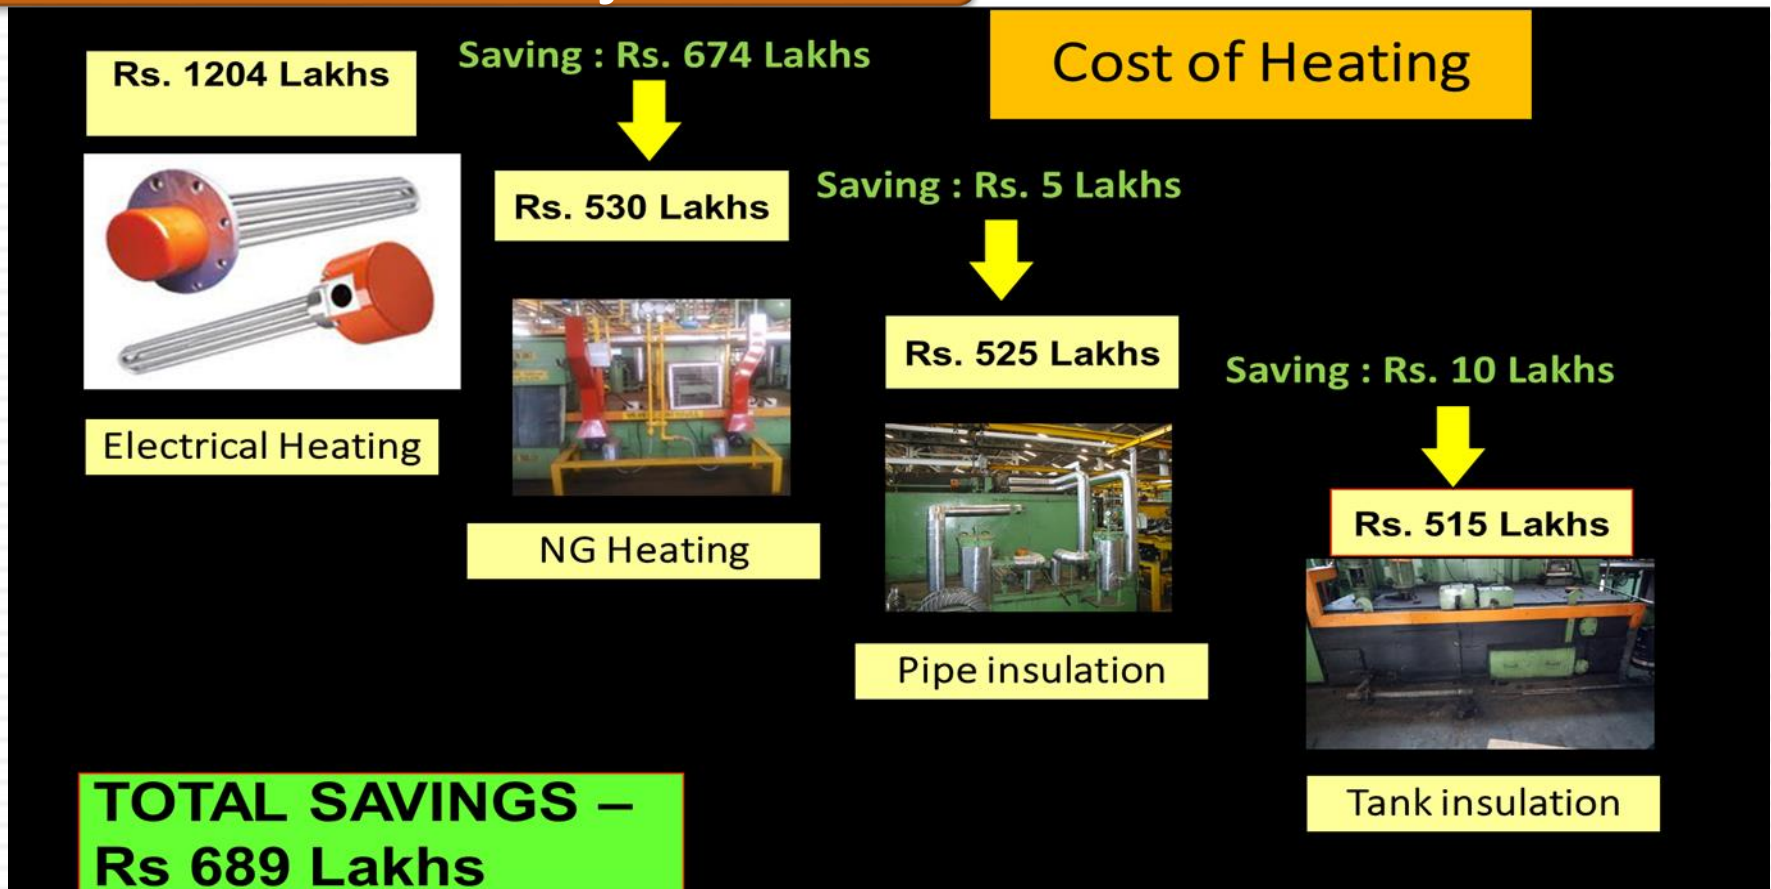 Rs. 1204 Lakhs
Saving : Rs. 674 Lakhs
Cost of Heating
Rs. 530 Lakhs
Saving : Rs. 5 Lakhs
Electrical Heating
Rs. 525 Lakhs
Saving : Rs. 10 Lakhs
NG Heating
Rs. 515 Lakhs
Pipe insulation
Tank insulation
TOTAL SAVINGS –
Rs 689 Lakhs